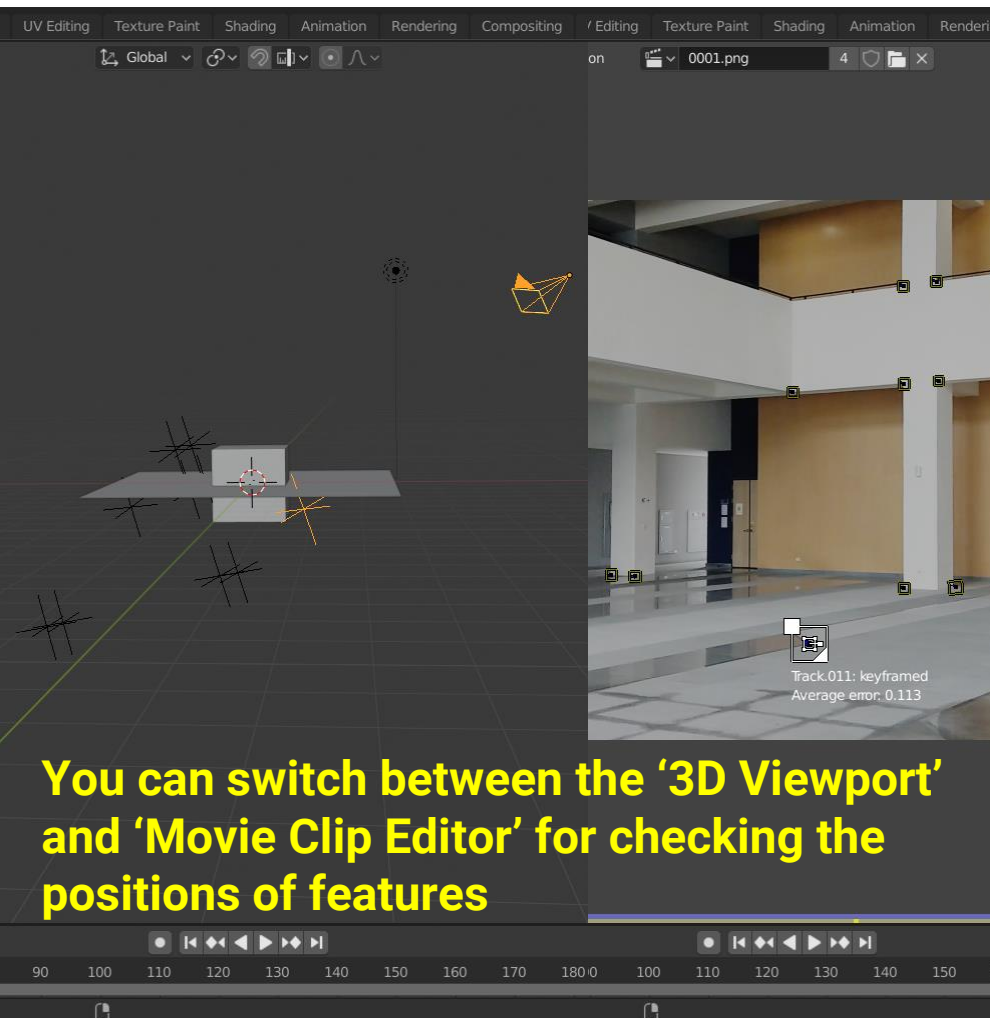 UV Editing Texture Paint Shading Animation Rendering Compositing / Editing Texture Paint Shading Animation Renderi
Global on 0001.png 4
Track.011: keyframed
Average error: 0.113
You can switch between the ‘3D Viewport’
and ‘Movie Clip Editor’ for checking the
positions of features
90 100 110 120 130 140 150 160 170 180 0 100 110 120 130 140 150